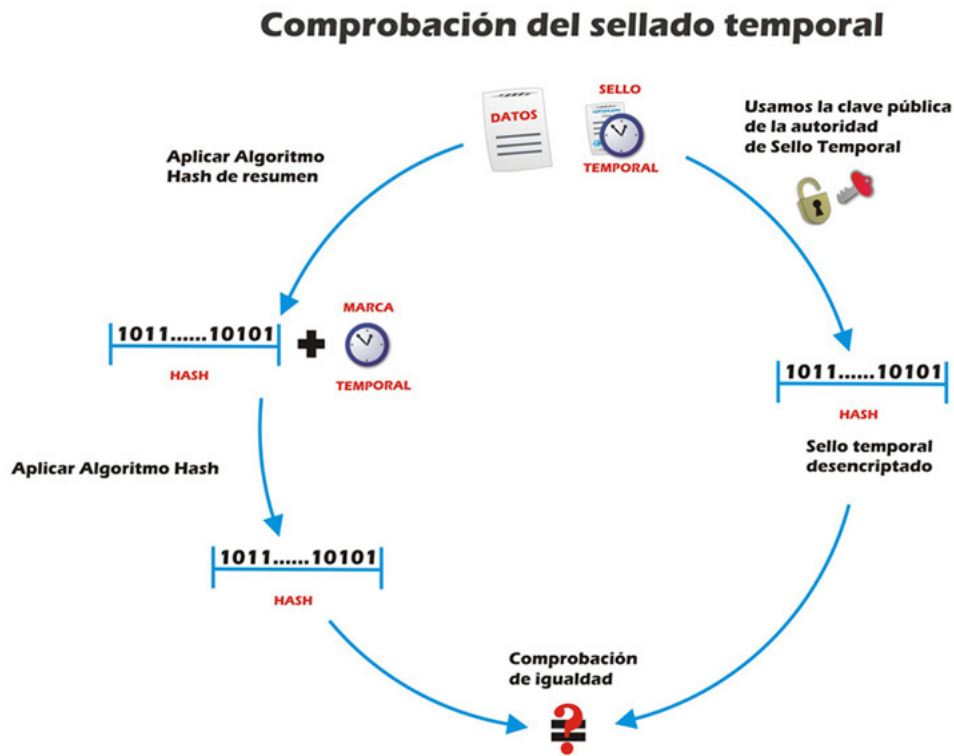 Comprobación del sellado temporal
DATOS
SELLO
TEMPORAL
Usamos la clave pública
de la autoridad
de Sello Temporal
Aplicar Algoritmo
Hash de resumen
1011......10101
HASH
MARCA
TEMPORAL
1011......10101
HASH
Sello temporal
desencriptado
Aplicar Algoritmo Hash
1011......10101
HASH
Comprobación
de igualdad